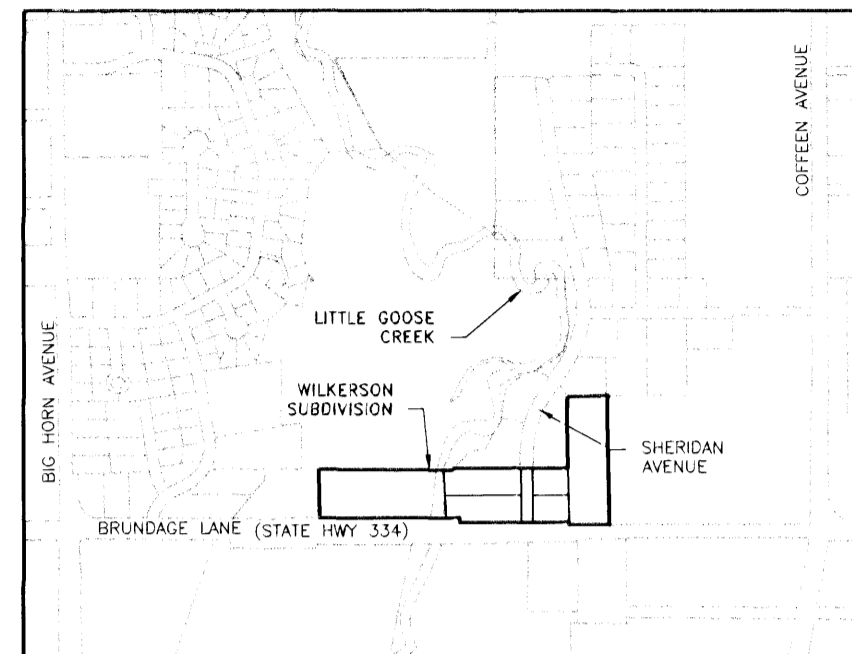 COFFEEN AVENUE
LITTLE GOOSE
CREEK
BIG HORN AVENUE
WILKERSON
SUBDIVISION
SHERIDAN
AVENUE
BRUNDAGE LANE (STATE HWY 334)